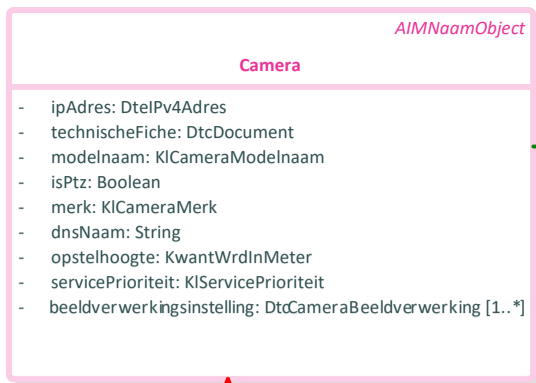 AIMNaamObject
Camera
- ipAdres: DteIPv4Adres
- technischeFiche: DtcDocument
- modelnaam: KlCameraModelnaam
- isPtz: Boolean
- merk: KlCameraMerk
- dnsNaam: String
- opstelhoogte: KwantWrdInMeter
- servicePrioriteit: KlServicePrioriteit
- beeldverwerkingsinstelling: DtcCameraBeeldverwerking [1..*]